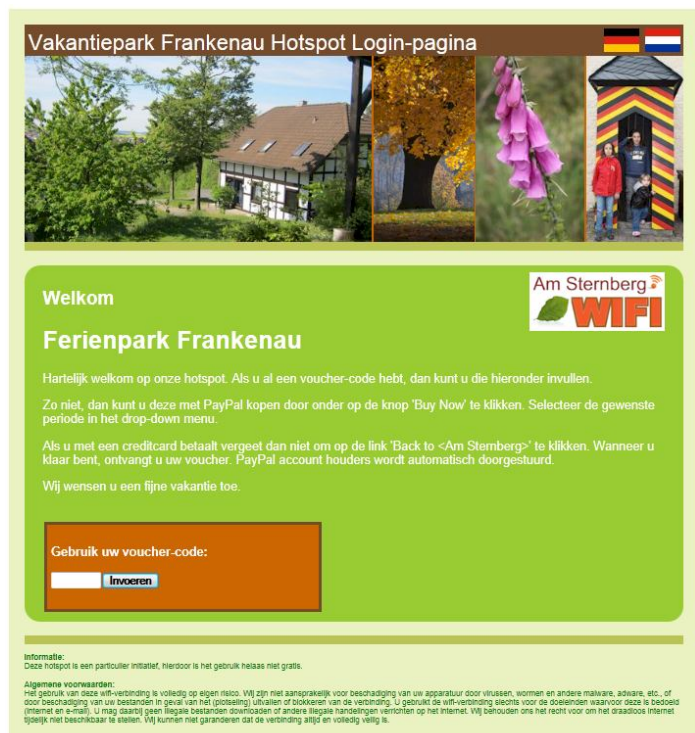 Vakantiepark Frankenau Hotspot Login-pagina
Am Sternberg
WIFI
Welkom
Ferienpark Frankenau
Hartelijk welkom op onze hotspot. Als u al een voucher-code hebt, dan kunt u die hieronder invullen.
Zo niet, dan kunt u deze met PayPal kopen door onder op de knop 'Buy Now' te klikken. Selecteer de gewenste
periode in het drop-down menu.
Als u met een creditcard betaalt vergeet dan niet om op de link 'Back to <Am Sternberg>' te klikken. Wanneer u
klaar bent, ontvangt u uw voucher. PayPal account houders wordt automatisch doorgestuurd.
Wij wensen u een fijne vakantie toe.
Gebruik uw voucher-code:
Invoeren
Informatie:
Deze hotspot is een particulier initiatief, hierdoor is het gebruik helaas niet gratis.
Algemene voorwaarden:
Het gebruik van deze wifi-verbinding is volledig op eigen risico. Wij zijn niet aansprakelijk voor beschadiging van uw apparatuur door virussen, wormen en andere malware, adware, etc., of
door beschadiging van uw bestanden in geval van het (plotseling) uitvallen of blokkeren van de verbinding. U gebruikt de wifi-verbinding slechts voor de doeleinden waarvoor deze is bedoeld
(internet en e-mail). U mag daarbij geen illegale bestanden downloaden of andere illegale handelingen verrichten op het internet. Wij behouden ons het recht voor om het draadloos internet
tijdelijk niet beschikbaar te stellen. Wij kunnen niet garanderen dat de verbinding altijd en volledig veilig is.